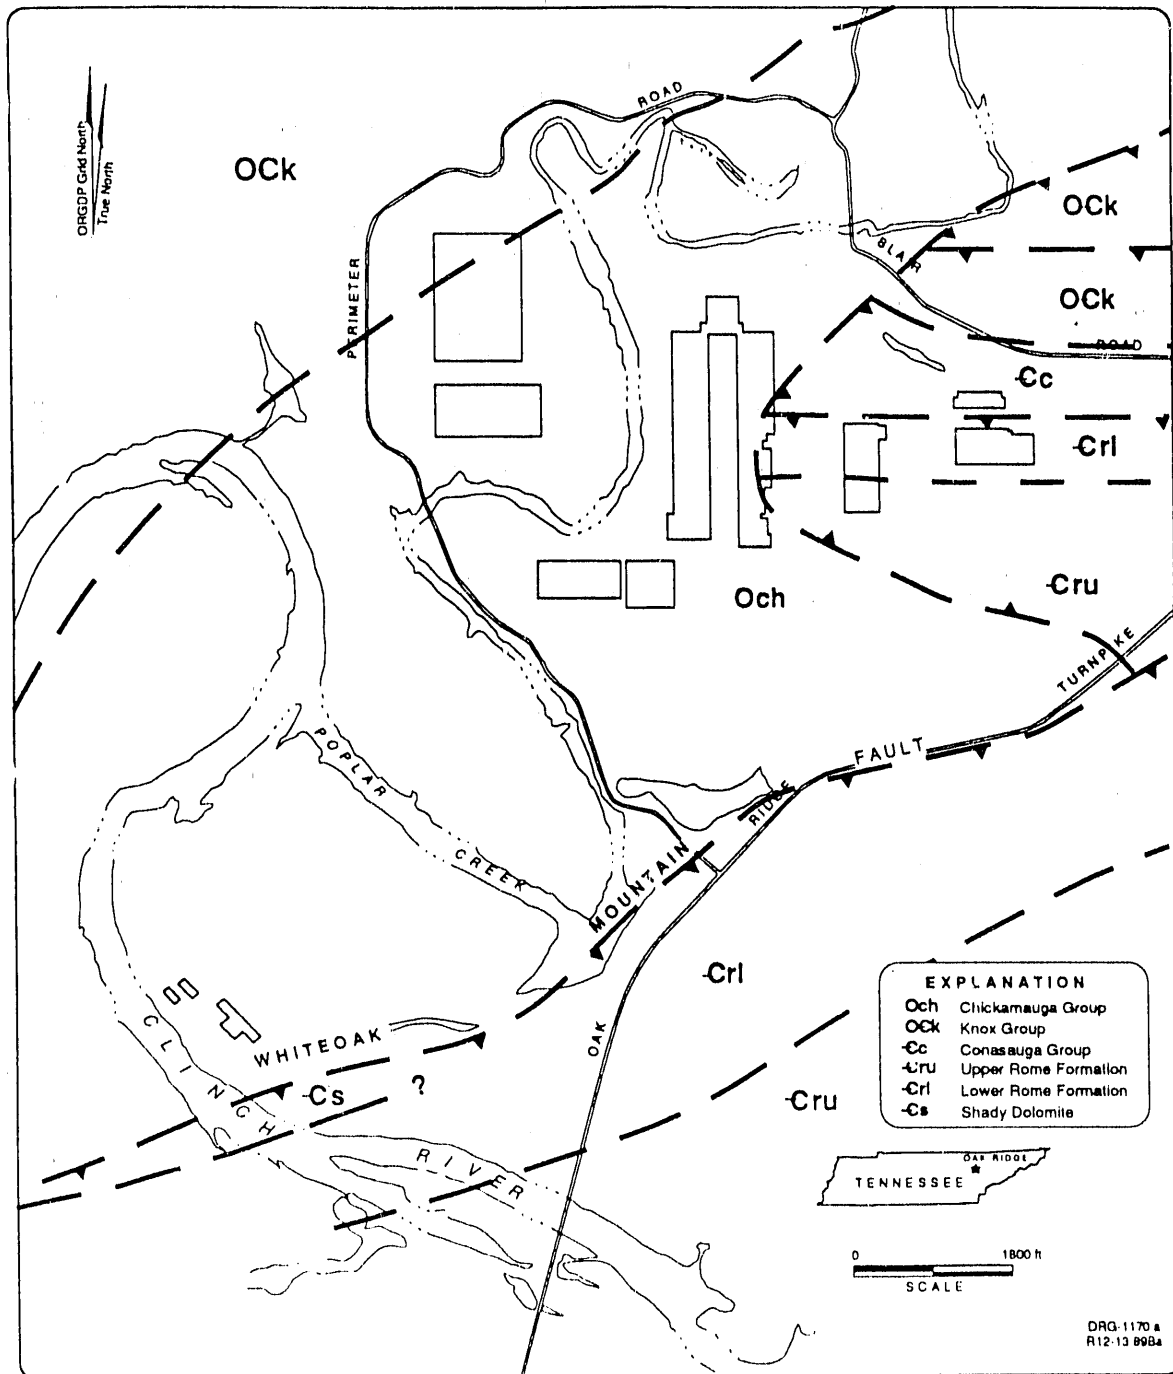 ORGDP Grid North
True North
OCk
ROAD
PERIMETER
BLAIR
OCk
OCk
ROAD
Cc
Crl
Och
Cru
TURNPIKE
FAULT
RIDGE
MOUNTAIN
POPLAR
CREEK
Crl
OAK
WHITEOAK
CLINCH
Cs
?
Cru
RIVER
EXPLANATION
Och Chickamauga Group
OCk Knox Group
Cc Conasauga Group
Cru Upper Rome Formation
Crl Lower Rome Formation
Cs Shady Dolomite
OAK RIDGE
TENNESSEE
0 1800 ft
SCALE
DRG-1170 a